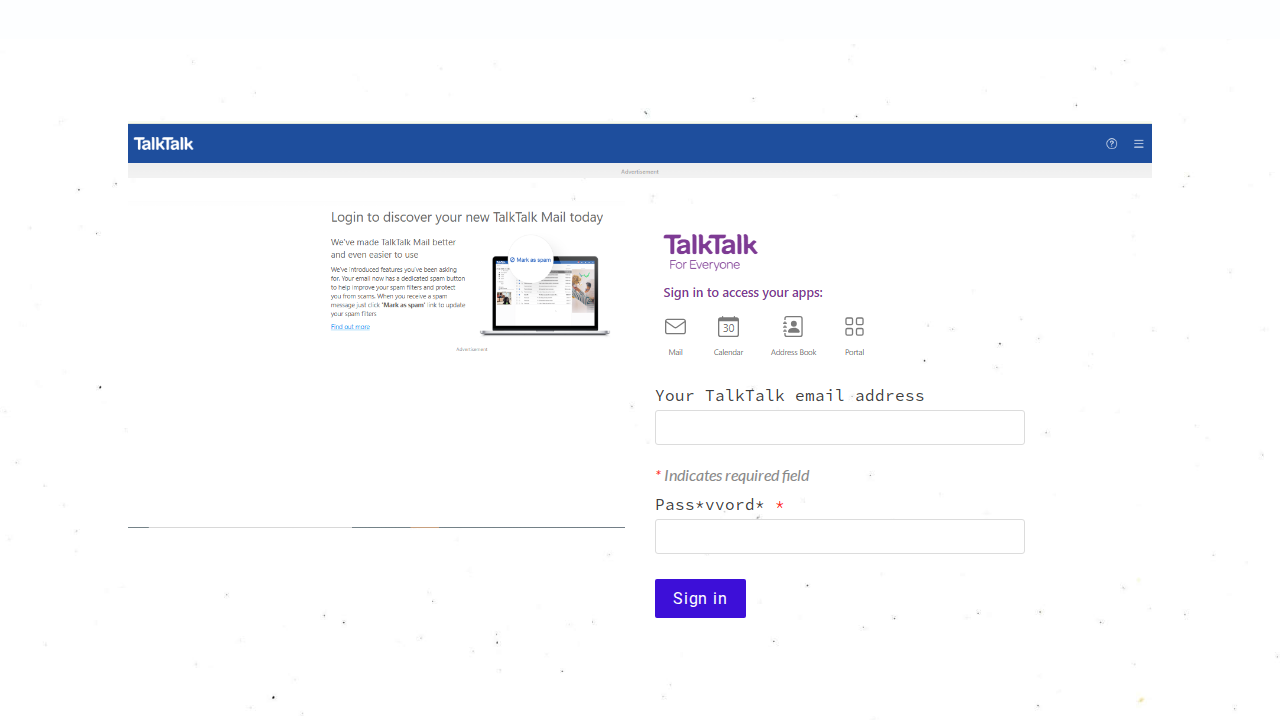 TalkTalk
Advertisement
Login to discover your new TalkTalk Mail today
We've made TalkTalk Mail better
and even easier to use
We've introduced features you've been asking
for. Your email now has a dedicated spam button
to help improve your spam filters and protect
you from scams. When you receive a spam
message just click 'Mark as spam' link to update
your spam filters
Find out more
Mark as spam
Advertisement
TalkTalk
For Everyone
Sign in to access your apps:
30
Mail
Calendar
Address Book
Portal
Your TalkTalk email address
* Indicates required field
Pass*vvord* *
Sign in